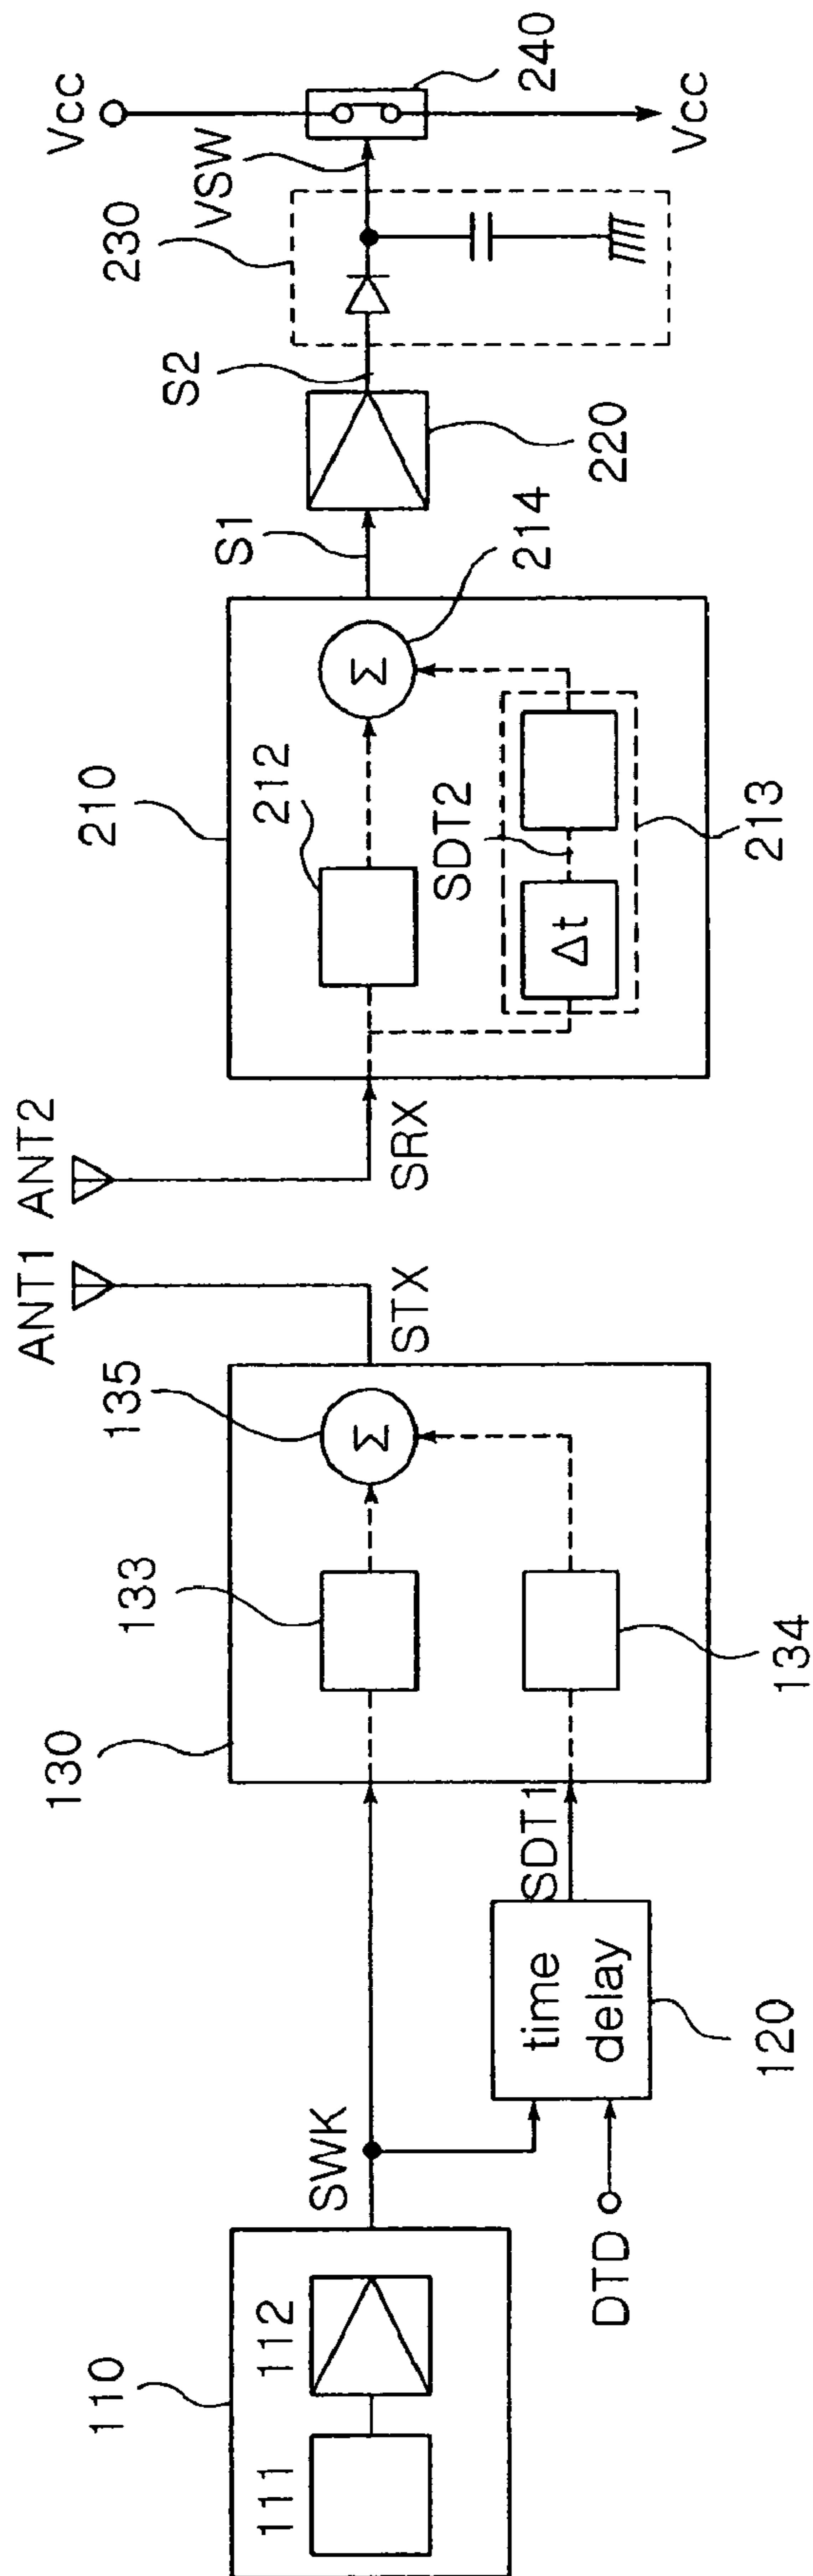 110
111
112
SWK
DTD
time
delay
120
SDT1
130
133
134
135
Σ
STX
ANT1
ANT2
SRX
210
212
Δt
SDT2
213
Σ
214
S1
220
S2
230
VSW
Vcc
240
Vcc